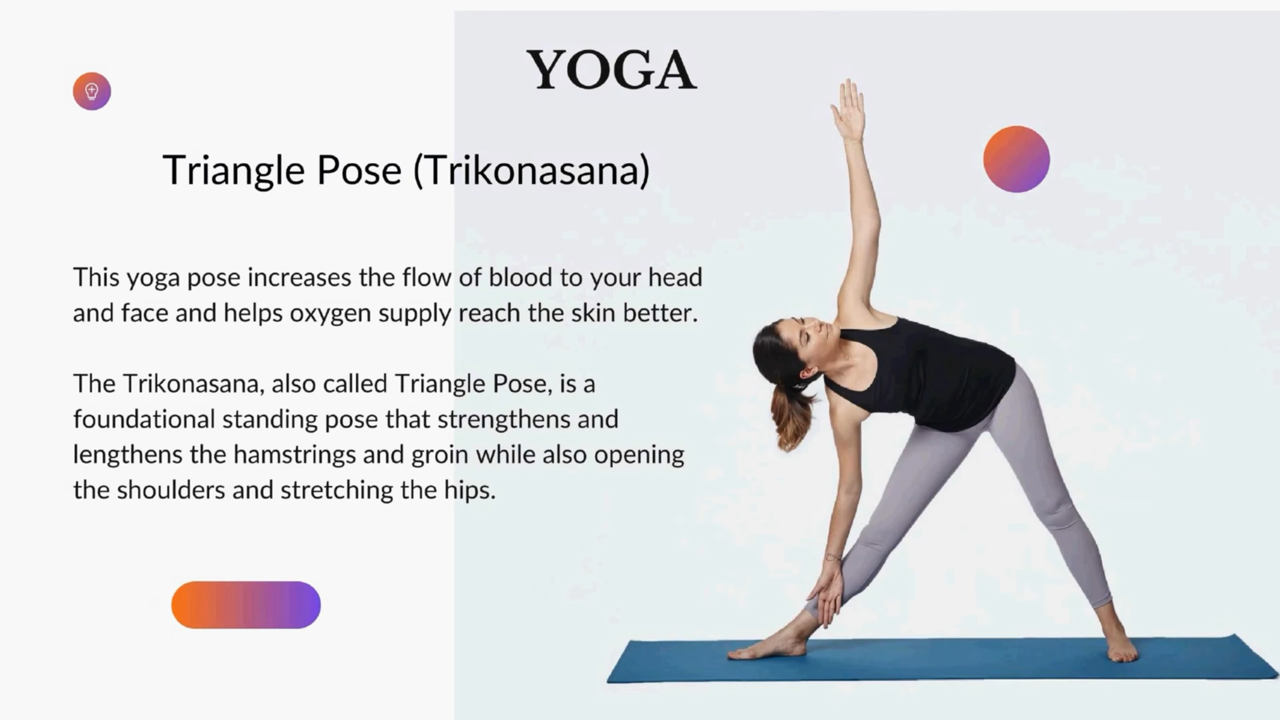 YOGA
Triangle Pose (Trikonasana)
This yoga pose increases the flow of blood to your head
and face and helps oxygen supply reach the skin better.
The Trikonasana, also called Triangle Pose, is a
foundational standing pose that strengthens and
lengthens the hamstrings and groin while also opening
the shoulders and stretching the hips.